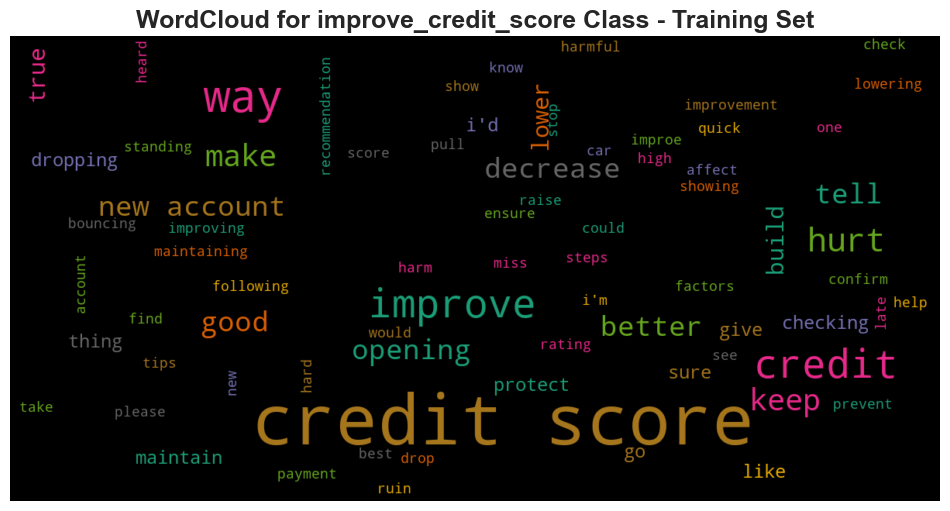 WordCloud for improve_credit_score Class - Training Set
true
heard
way
recommendation
harmful
know
show
check
lowering
lower
stop
i'd
improvement
quick
one
dropping
standing
make
score
pull
car
improe
high
decrease
affect
showing
tell
new account
bouncing
improving
raise
ensure
could
build
hurt
maintaining
account
following
harm
miss
steps
factors
confirm
improve
i'm
help
late
find
good
thing
would
opening
rating
better
give
checking
see
tips
new
hard
protect
sure
credit
keep
prevent
take
please
credit score
maintain
best
drop
go
like
payment
ruin